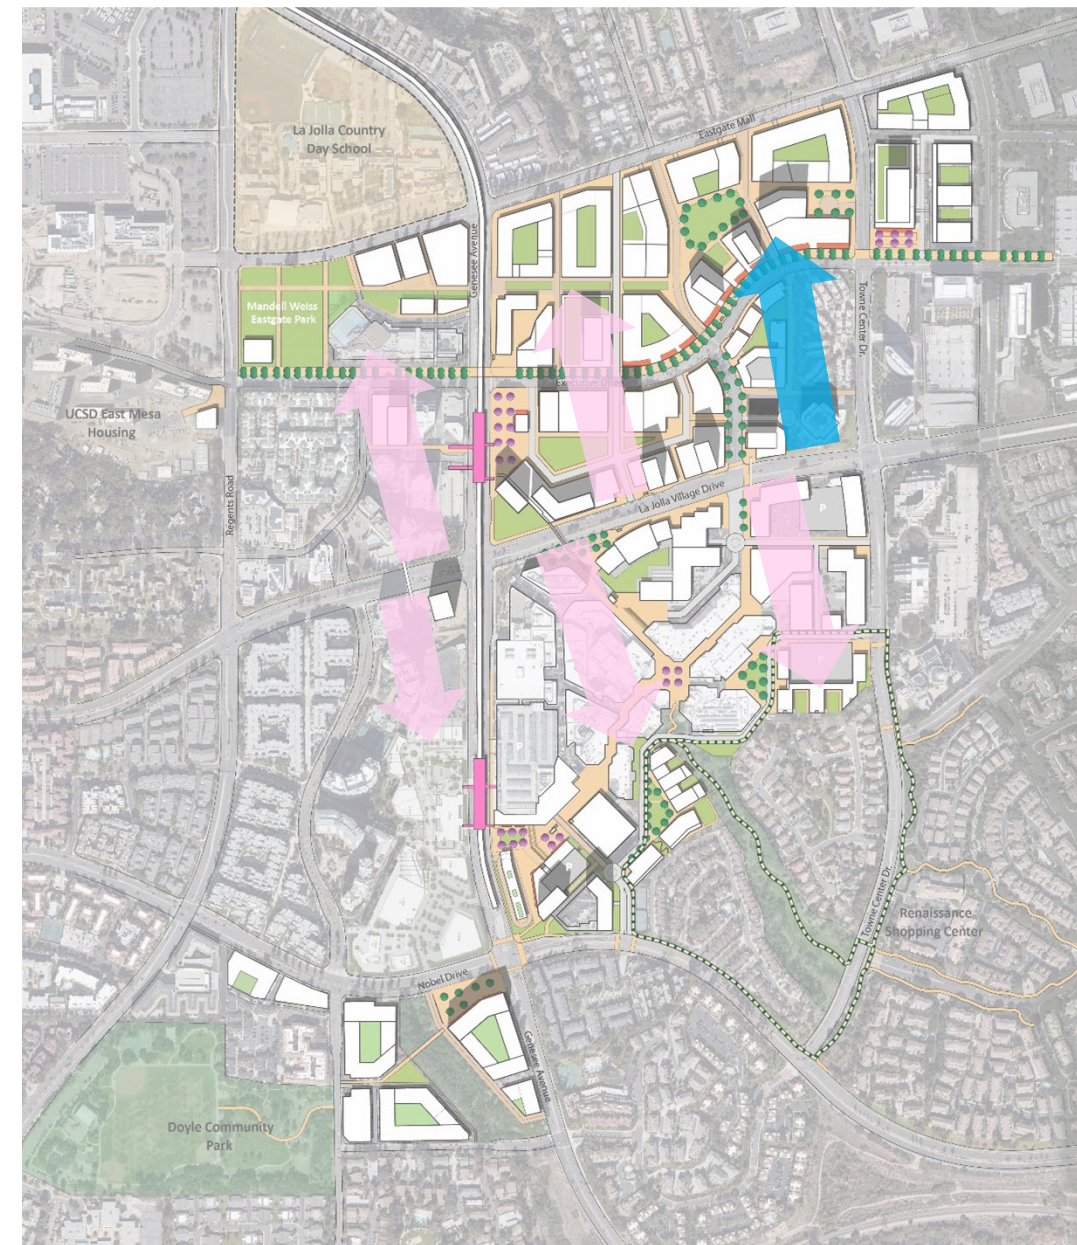 La Jolla Country
Day School
Eastgate Mall
Genesee Avenue
Mandell Weiss
Eastgate Park
Towne Center Dr.
Executive Drive
UCSD East Mesa
Housing
Regents Road
La Jolla Village Drive
P
P
P
Towne Center Dr.
Renaissance
Shopping Center
Nobel Drive
Genesee Avenue
Doyle Community
Park